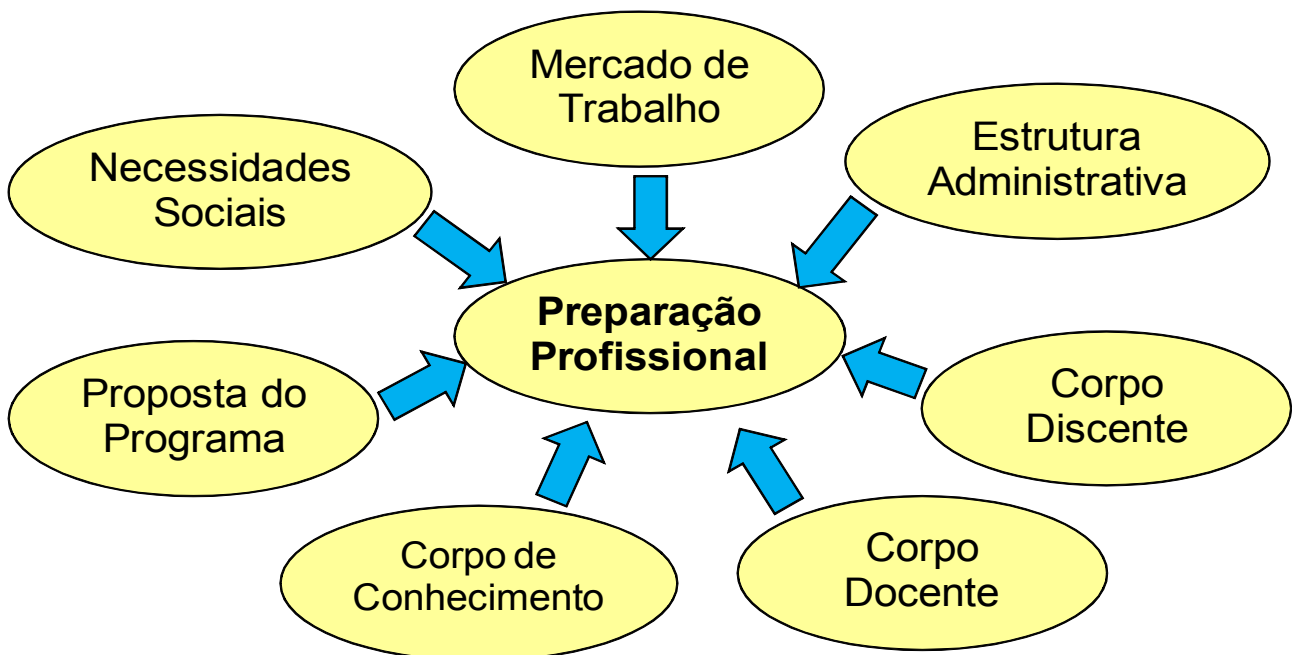 Mercado de
Trabalho
Estrutura
Administrativa
Necessidades
Sociais
Preparação
Profissional
Proposta do
Programa
Corpo
Discente
Corpo de
Conhecimento
Corpo
Docente